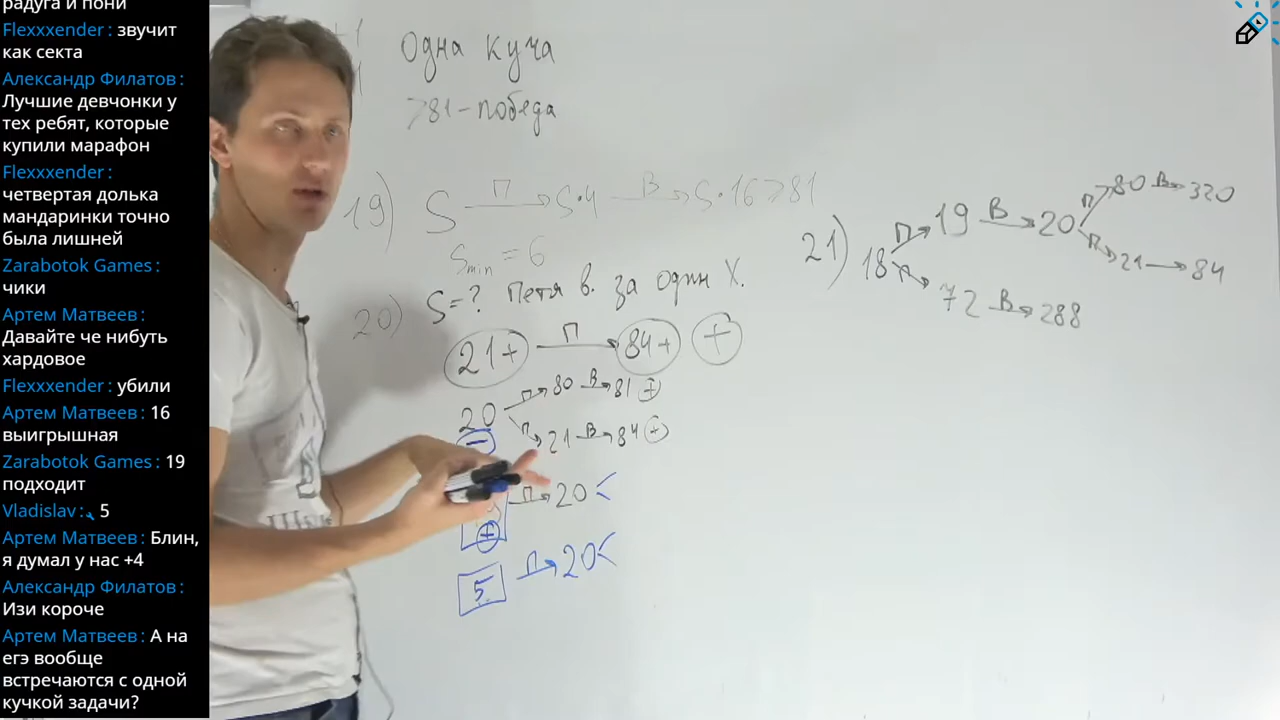 радуга и пони
Flexxxender: звучит
как секта
Александр Филатов:
Лучшие девчонки у
тех ребят, которые
купили марафон
Flexxxender:
четвертая долька
мандаринки точно
была лишней
Zarabotok Games:
чики
Артем Матвеев:
Давайте че нибуть
хардовое
Flexxxender: убили
Артем Матвеев: 16
выигрышная
Zarabotok Games: 19
подходит
Vladislav: 5
Артем Матвеев: Блин,
я думал у нас +4
Александр Филатов:
Изи короче
Артем Матвеев: А на
егэ вообще
встречаются с одной
кучкой задачи?
Одна куча
>81-победа
19) S П S·4 В S·16≥81
Smin = 6
20) S=? Петя в. за один Х.
21+ П 84+ +
20 П 80 В 81 +
П 21 В 84 +
-
П 20 <
+
5 П 20 <
21) 18 П 19 В 20 П 80 В 320
П 21 84
П 72 В 288